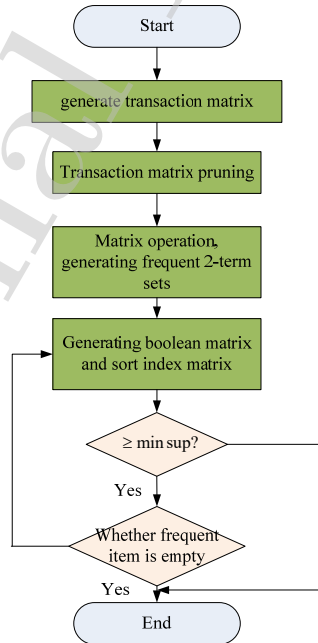 Start
generate transaction matrix
Transaction matrix pruning
Matrix operation,
generating frequent 2-term
sets
Generating boolean matrix
and sort index matrix
≥ min sup?
Yes
Whether frequent
item is empty
Yes
End